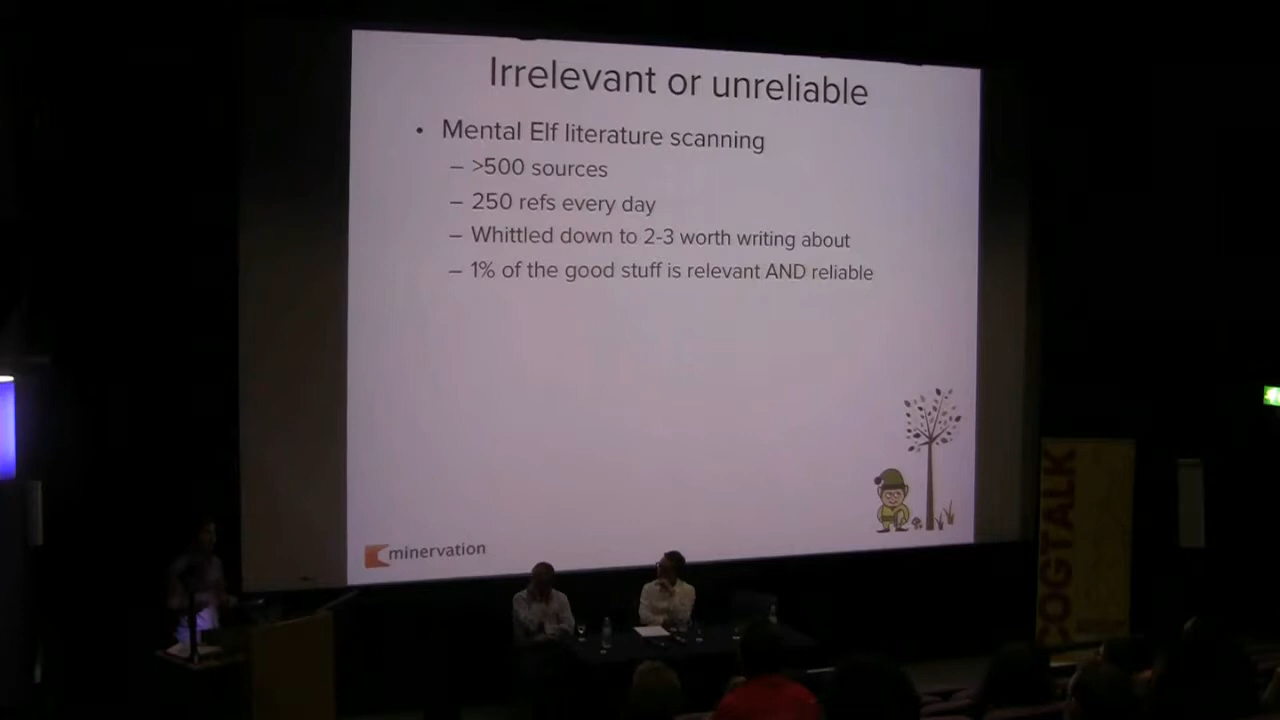 Irrelevant or unreliable
• Mental Elf literature scanning
– >500 sources
– 250 refs every day
– Whittled down to 2-3 worth writing about
– 1% of the good stuff is relevant AND reliable
minervation
COGTALK